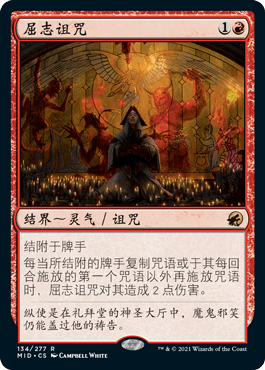 屈志诅咒 1
结界～灵气／诅咒
结附于牌手
每当所结附的牌手复制咒语或于其每回
合施放的第一个咒语以外再施放咒语
时，屈志诅咒对其造成2点伤害。
纵使是在礼拜堂的神圣大厅中，魔鬼邪笑
仍能盖过他的祷告。
134/277 R
MID • CS CAMPBELL WHITE
™ & © 2021 Wizards of the Coast